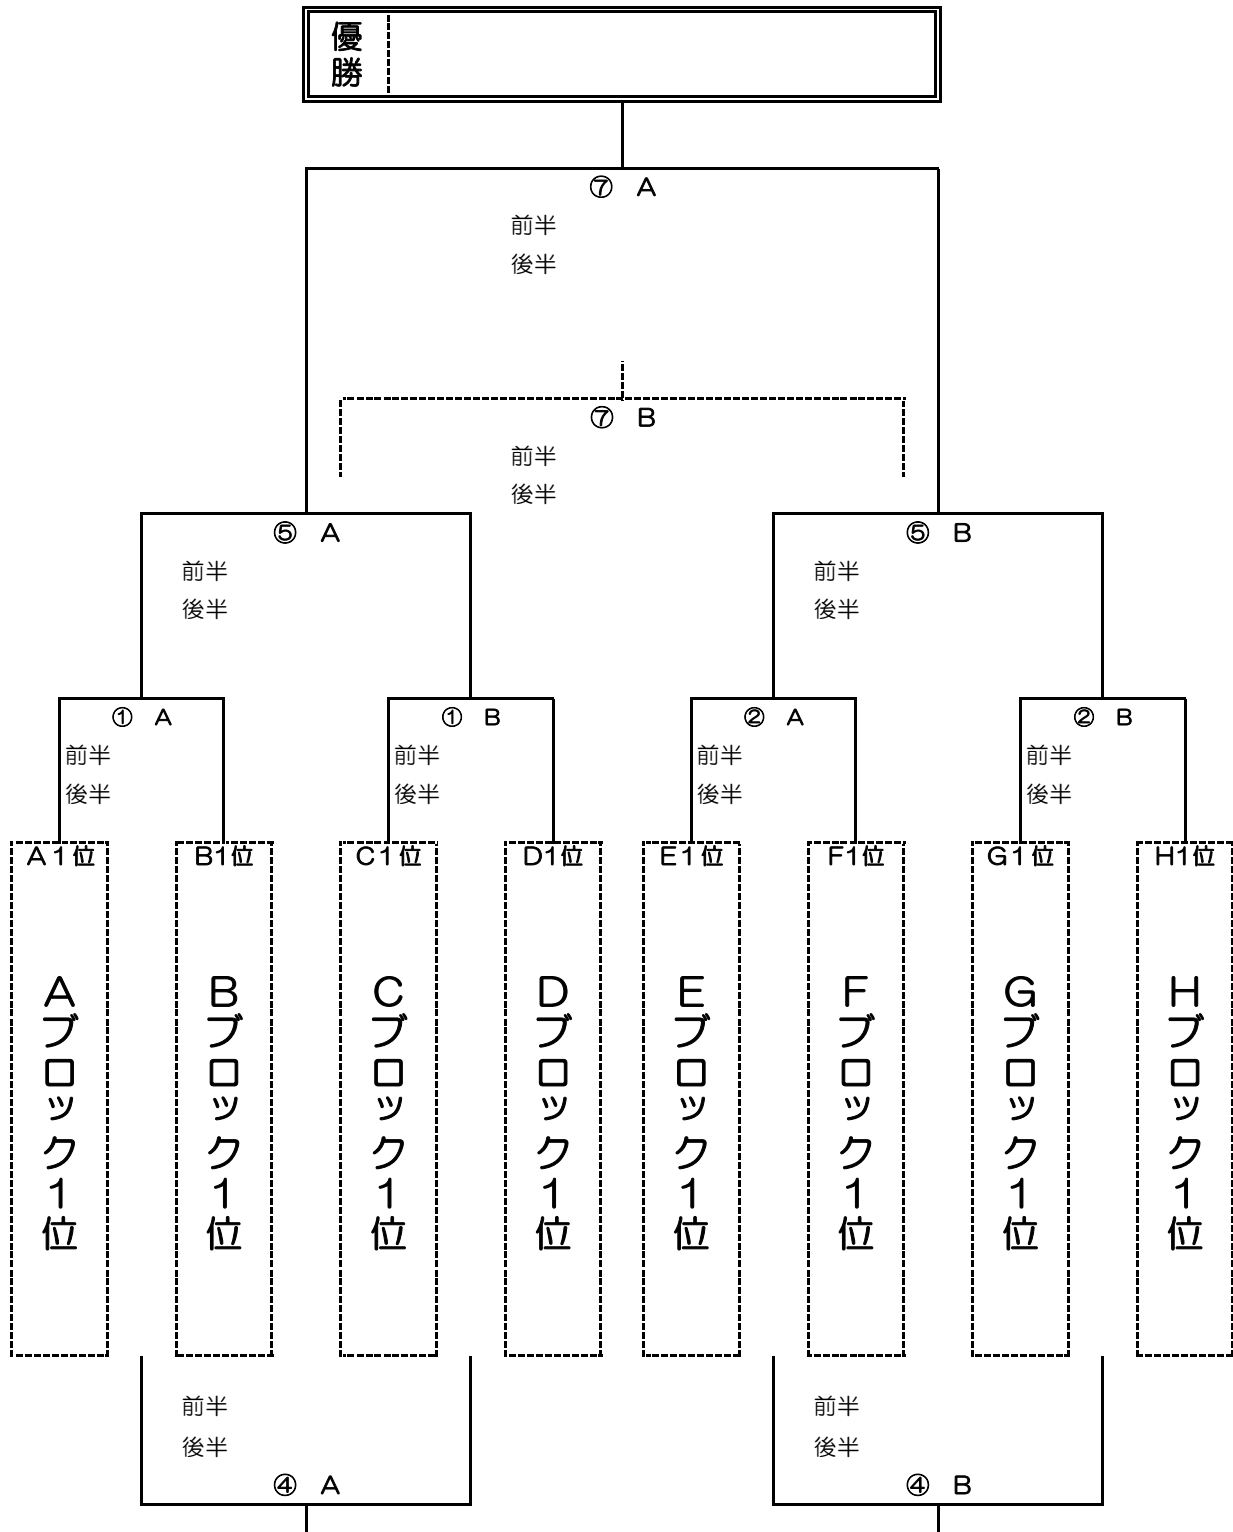 優勝
⑦ A
前半
後半
⑦ B
前半
後半
⑤ A
前半
後半
⑤ B
前半
後半
① A
前半
後半
① B
前半
後半
② A
前半
後半
② B
前半
後半
A1位
B1位
C1位
D1位
E1位
F1位
G1位
H1位
Aブロック1位
Bブロック1位
Cブロック1位
Dブロック1位
Eブロック1位
Fブロック1位
Gブロック1位
Hブロック1位
前半
後半
④ A
前半
後半
④ B